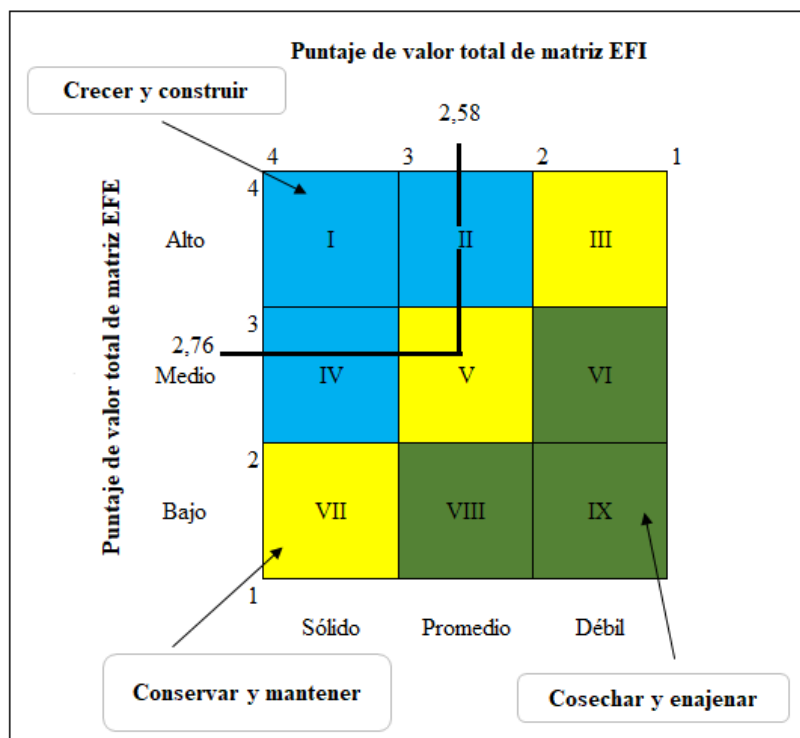 Puntaje de valor total de matriz EFI
Crecer y construir
2,58
4 3 2 1
4
Alto I II III
3
2,76
Medio IV V VI
2
Bajo VII VIII IX
1
Puntaje de valor total de matriz EFE
Sólido Promedio Débil
Conservar y mantener
Cosechar y enajenar